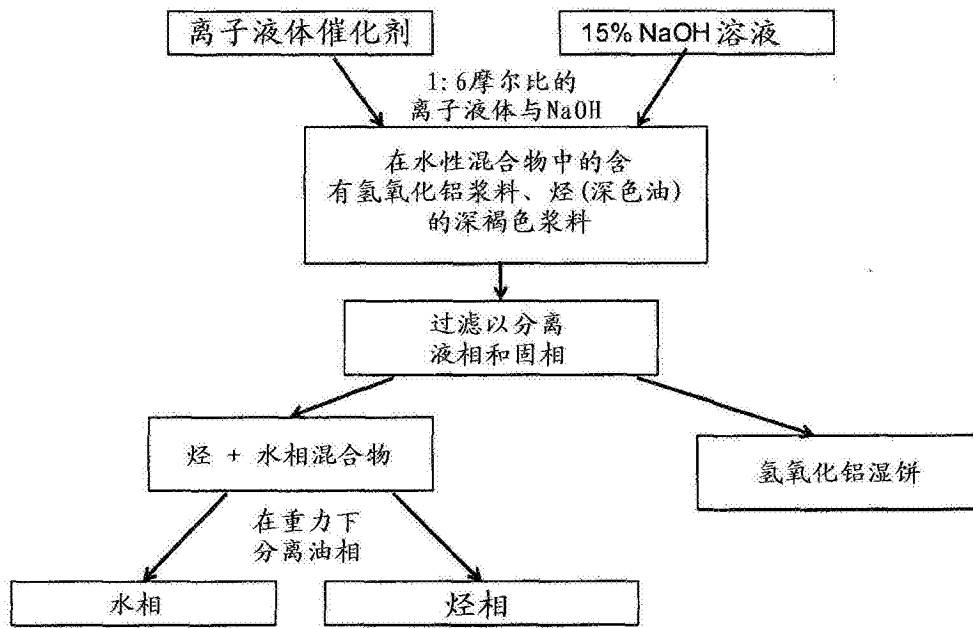 离子液体催化剂
15% NaOH 溶液
1:6摩尔比的
离子液体与NaOH
在水性混合物中的含
有氢氧化铝浆料、烃(深色油)
的深褐色浆料
过滤以分离
液相和固相
烃 + 水相混合物
氢氧化铝湿饼
在重力下
分离油相
水相
烃相